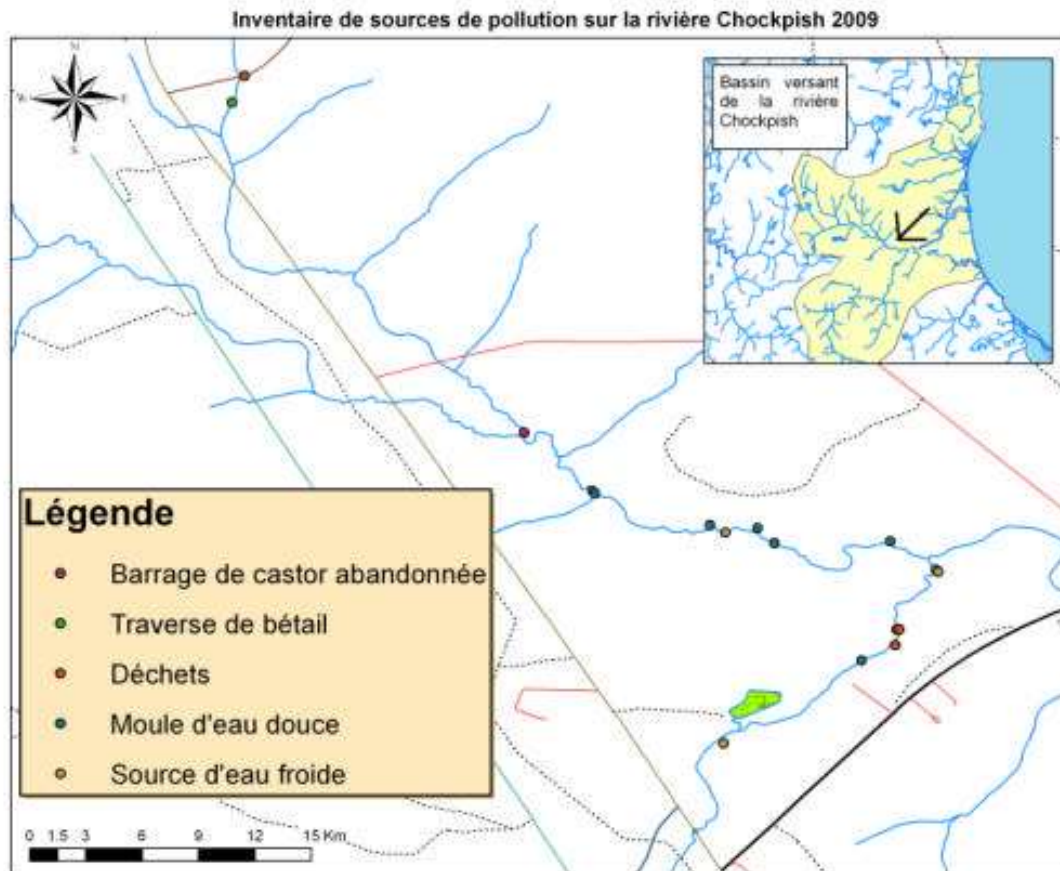 Inventaire de sources de pollution sur la rivière Chockpish 2009
N
E
S
Bassin versant
de la rivière
Chockpish
Légende
Barrage de castor abandonnée
Traverse de bétail
Déchets
Moule d'eau douce
Source d'eau froide
0 1.5 3 6 9 12 15 Km